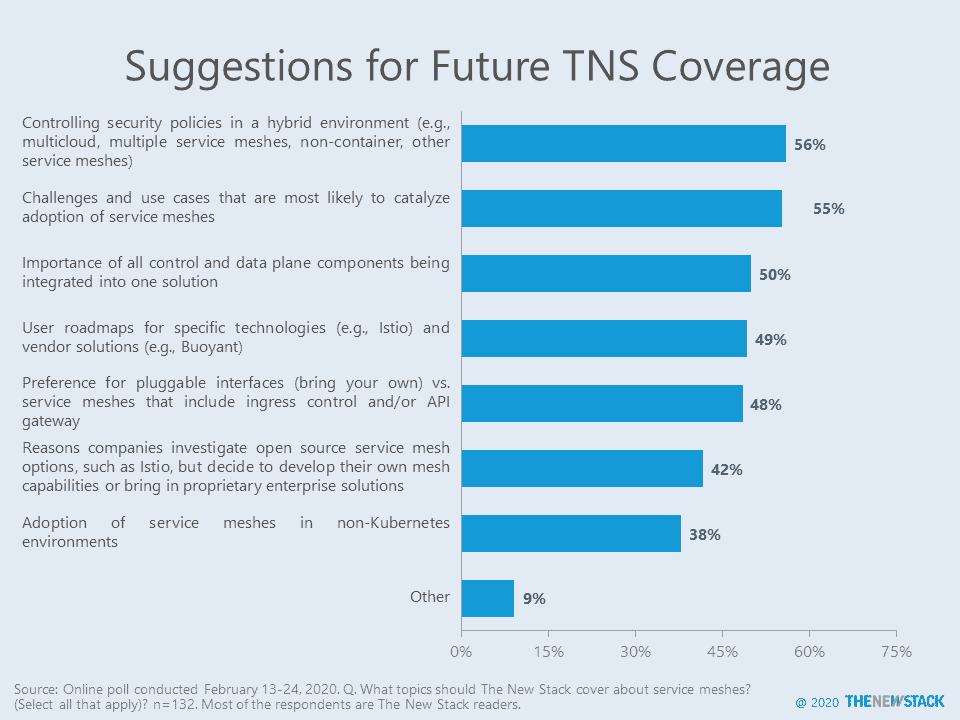 Suggestions for Future TNS Coverage
Controlling security policies in a hybrid environment (e.g.,
multicloud, multiple service meshes, non-container, other
service meshes)
56%
Challenges and use cases that are most likely to catalyze
adoption of service meshes
55%
Importance of all control and data plane components being
integrated into one solution
50%
User roadmaps for specific technologies (e.g., Istio) and
vendor solutions (e.g., Buoyant)
49%
Preference for pluggable interfaces (bring your own) vs.
service meshes that include ingress control and/or API
gateway
48%
Reasons companies investigate open source service mesh
options, such as Istio, but decide to develop their own mesh
capabilities or bring in proprietary enterprise solutions
42%
Adoption of service meshes in non-Kubernetes
environments
38%
Other
9%
0% 15% 30% 45% 60% 75%
Source: Online poll conducted February 13-24, 2020. Q. What topics should The New Stack cover about service meshes?
(Select all that apply)? n=132. Most of the respondents are The New Stack readers.
@ 2020 THENEWSTACK